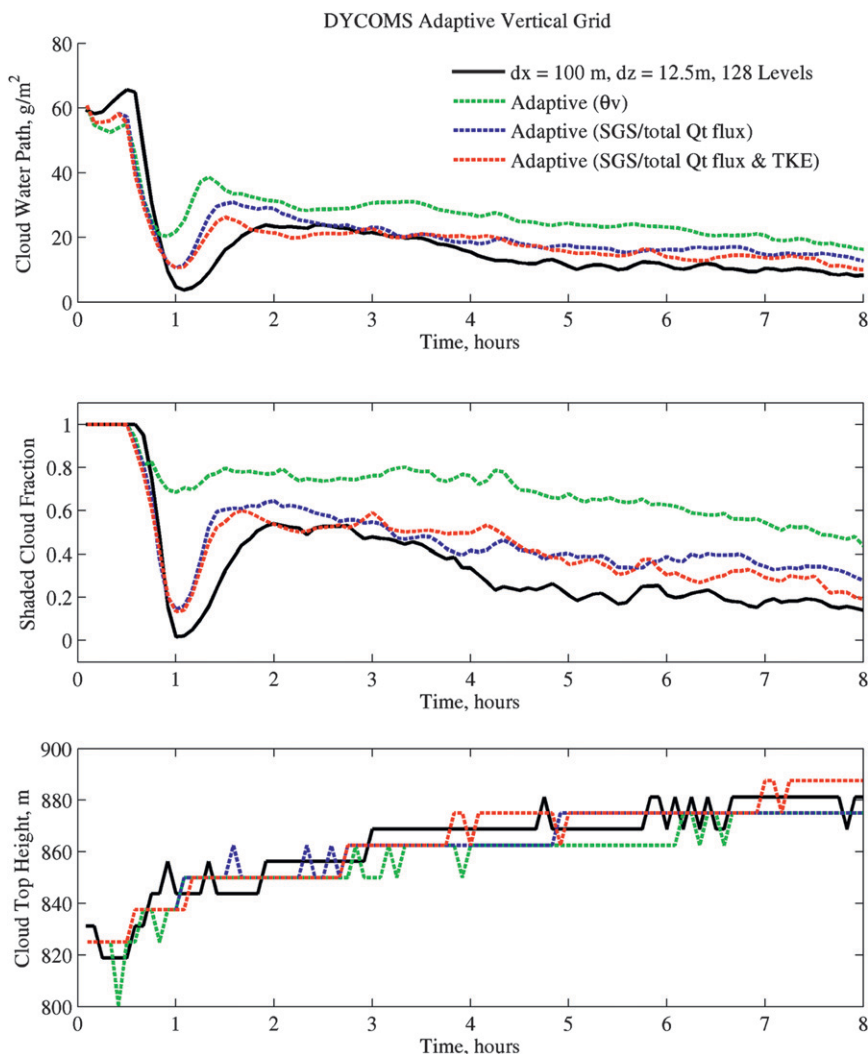 DYCOMS Adaptive Vertical Grid
80
60
40
20
0
Cloud Water Path, g/m²
dx = 100 m, dz = 12.5m, 128 Levels
Adaptive (θv)
Adaptive (SGS/total Qt flux)
Adaptive (SGS/total Qt flux & TKE)
0 1 2 3 4 5 6 7 8
Time, hours
1
0.8
0.6
0.4
0.2
0
Shaded Cloud Fraction
0 1 2 3 4 5 6 7 8
Time, hours
900
880
860
840
820
800
Cloud Top Height, m
0 1 2 3 4 5 6 7 8
Time, hours